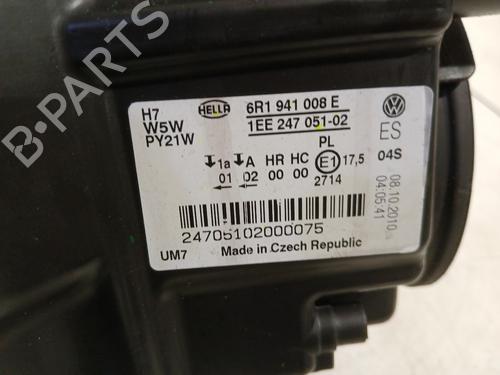 H7
W5W
PY21W
HELLA
6R1 941 008 E
1EE 247 051-02
ES
1a A HR HC PL E1 17,5 04S
01 02 00 00 2714
08.10.2010
04:05:41
24705102000075
UM7 Made in Czech Republic
B-PARTS